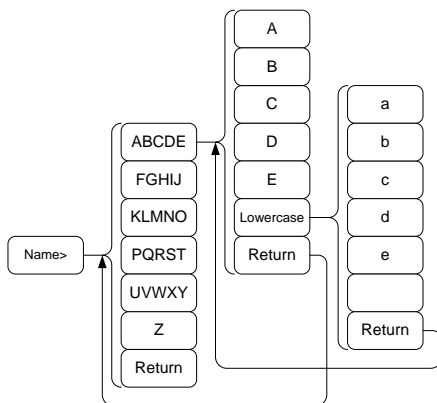 Name>
ABCDE
FGHIJ
KLMNO
PQRST
UVWXY
Z
Return
A
B
C
D
E
Lowercase
Return
a
b
c
d
e
Return